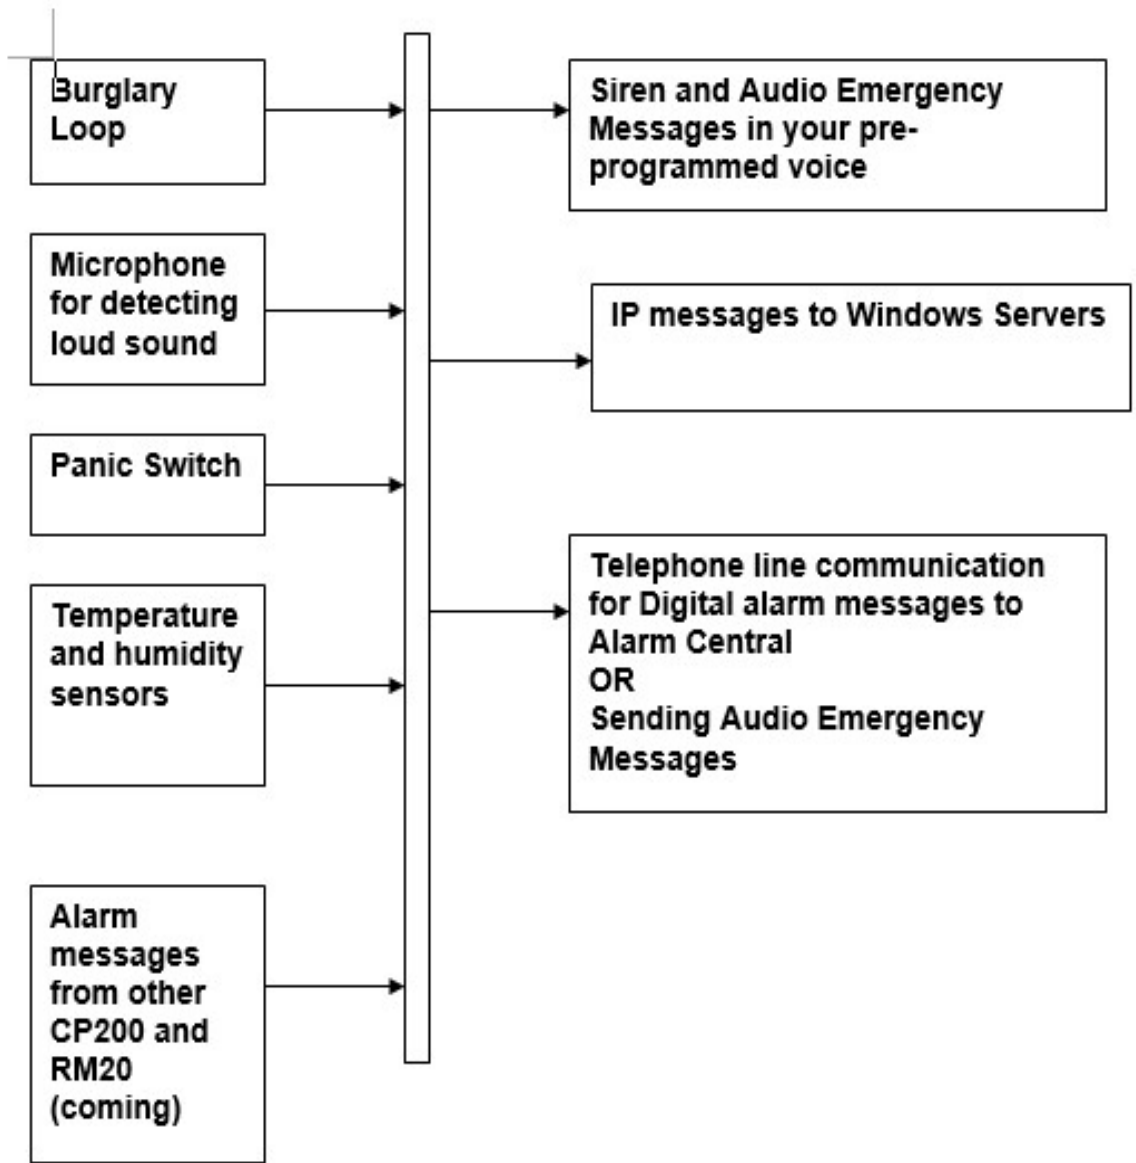 Burglary
Loop
Siren and Audio Emergency
Messages in your pre-
programmed voice
Microphone
for detecting
loud sound
IP messages to Windows Servers
Panic Switch
Temperature
and humidity
sensors
Telephone line communication
for Digital alarm messages to
Alarm Central
OR
Sending Audio Emergency
Messages
Alarm
messages
from other
CP200 and
RM20
(coming)